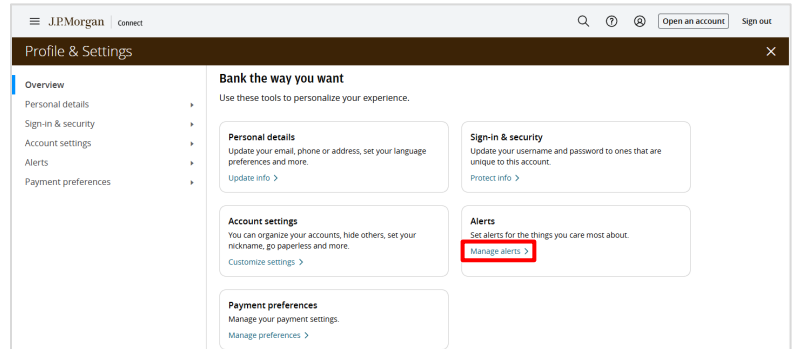 J.P.Morgan Connect Open an account Sign out
Profile & Settings
Overview
Personal details
Sign-in & security
Account settings
Alerts
Payment preferences
Bank the way you want
Use these tools to personalize your experience.
Personal details
Update your email, phone or address, set your language
preferences and more.
Update info >
Sign-in & security
Update your username and password to ones that are
unique to this account.
Protect info >
Account settings
You can organize your accounts, hide others, set your
nickname, go paperless and more.
Customize settings >
Alerts
Set alerts for the things you care most about.
Manage alerts >
Payment preferences
Manage your payment settings.
Manage preferences >